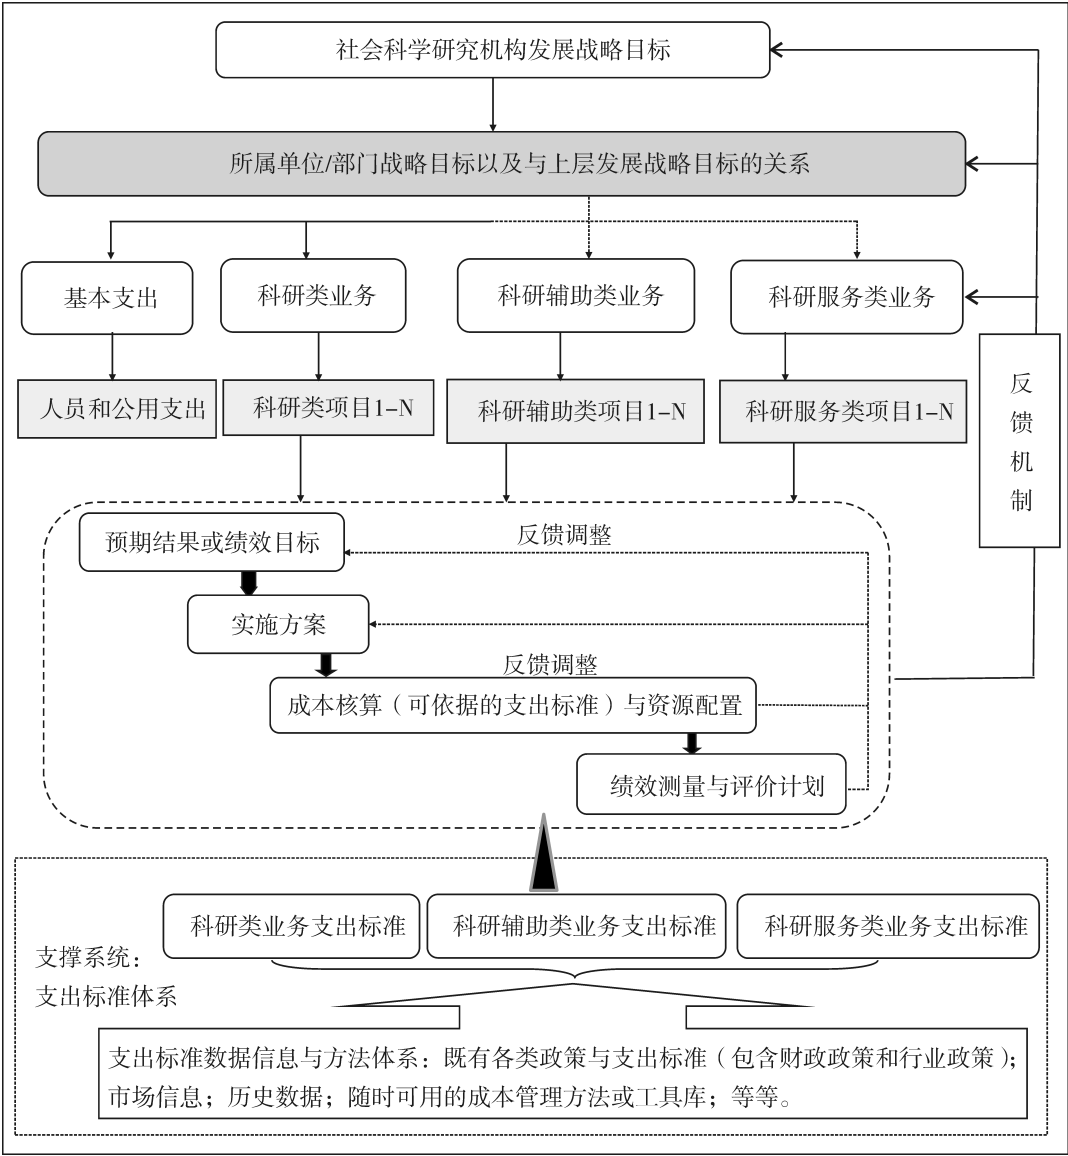 社会科学研究机构发展战略目标
所属单位/部门战略目标以及与上层发展战略目标的关系
基本支出
科研类业务
科研辅助类业务
科研服务类业务
人员和公用支出
科研类项目1-N
科研辅助类项目1-N
科研服务类项目1-N
反
馈
机
制
预期结果或绩效目标
反馈调整
实施方案
反馈调整
成本核算（可依据的支出标准）与资源配置
绩效测量与评价计划
科研类业务支出标准
科研辅助类业务支出标准
科研服务类业务支出标准
支撑系统：
支出标准体系
支出标准数据信息与方法体系：既有各类政策与支出标准（包含财政政策和行业政策）；
市场信息；历史数据；随时可用的成本管理方法或工具库；等等。